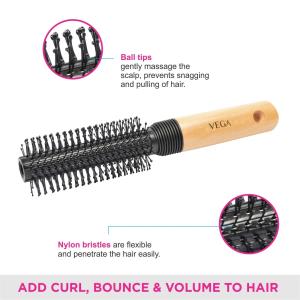 Ball tips
gently massage the
scalp, prevents snagging
and pulling of hair.
VEGA
Nylon bristles are flexible
and penetrate the hair easily.
ADD CURL, BOUNCE & VOLUME TO HAIR